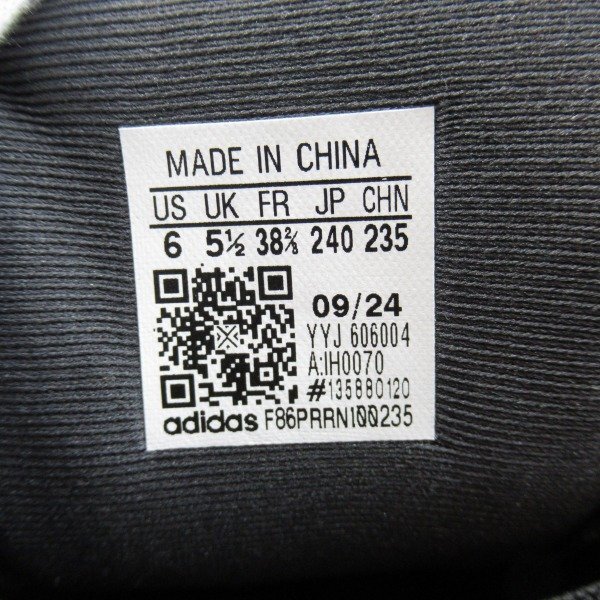 MADE IN CHINA
US UK FR JP CHN
6 5½ 38⅔ 240 235
09/24
YYJ 606004
A:IH0070
#135880120
adidas F86PRRN100235